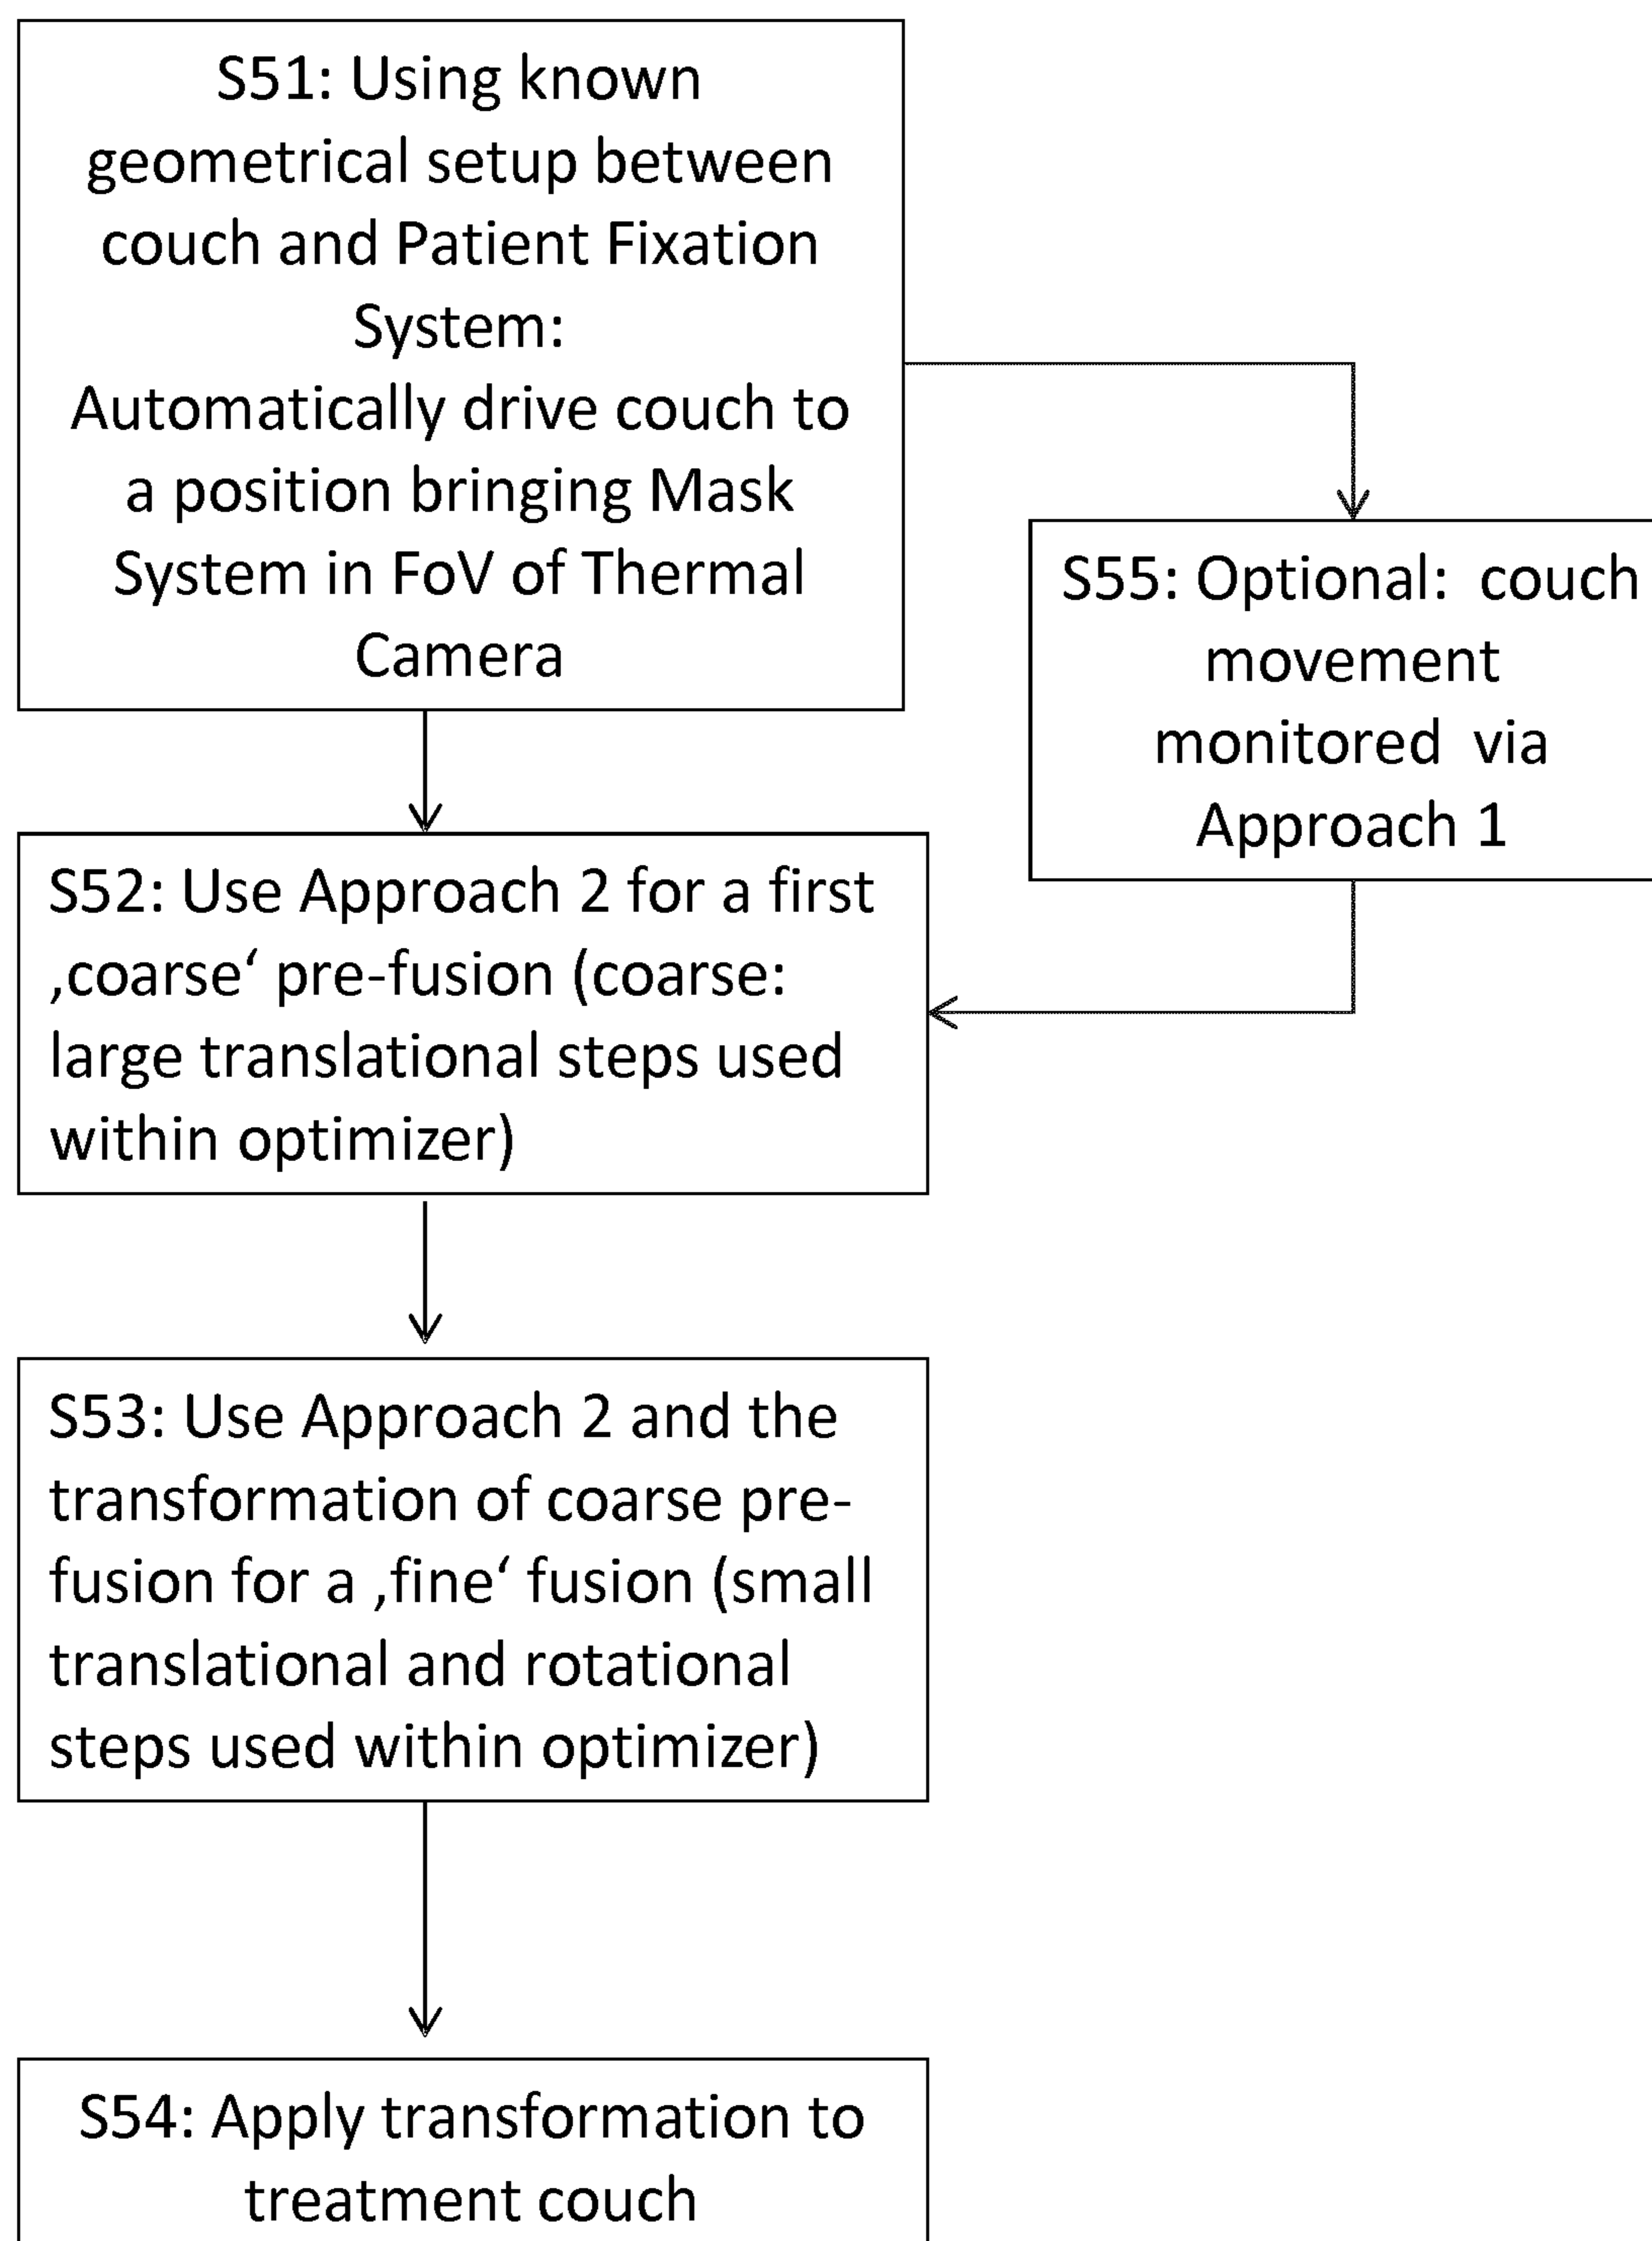 S51: Using known
geometrical setup between
couch and Patient Fixation
System:
Automatically drive couch to
a position bringing Mask
System in FoV of Thermal
Camera
S55: Optional:  couch
movement
monitored  via
Approach 1
S52: Use Approach 2 for a first
‚coarse‘ pre-fusion (coarse:
large translational steps used
within optimizer)
S53: Use Approach 2 and the
transformation of coarse pre-
fusion for a ‚fine‘ fusion (small
translational and rotational
steps used within optimizer)
S54: Apply transformation to
treatment couch